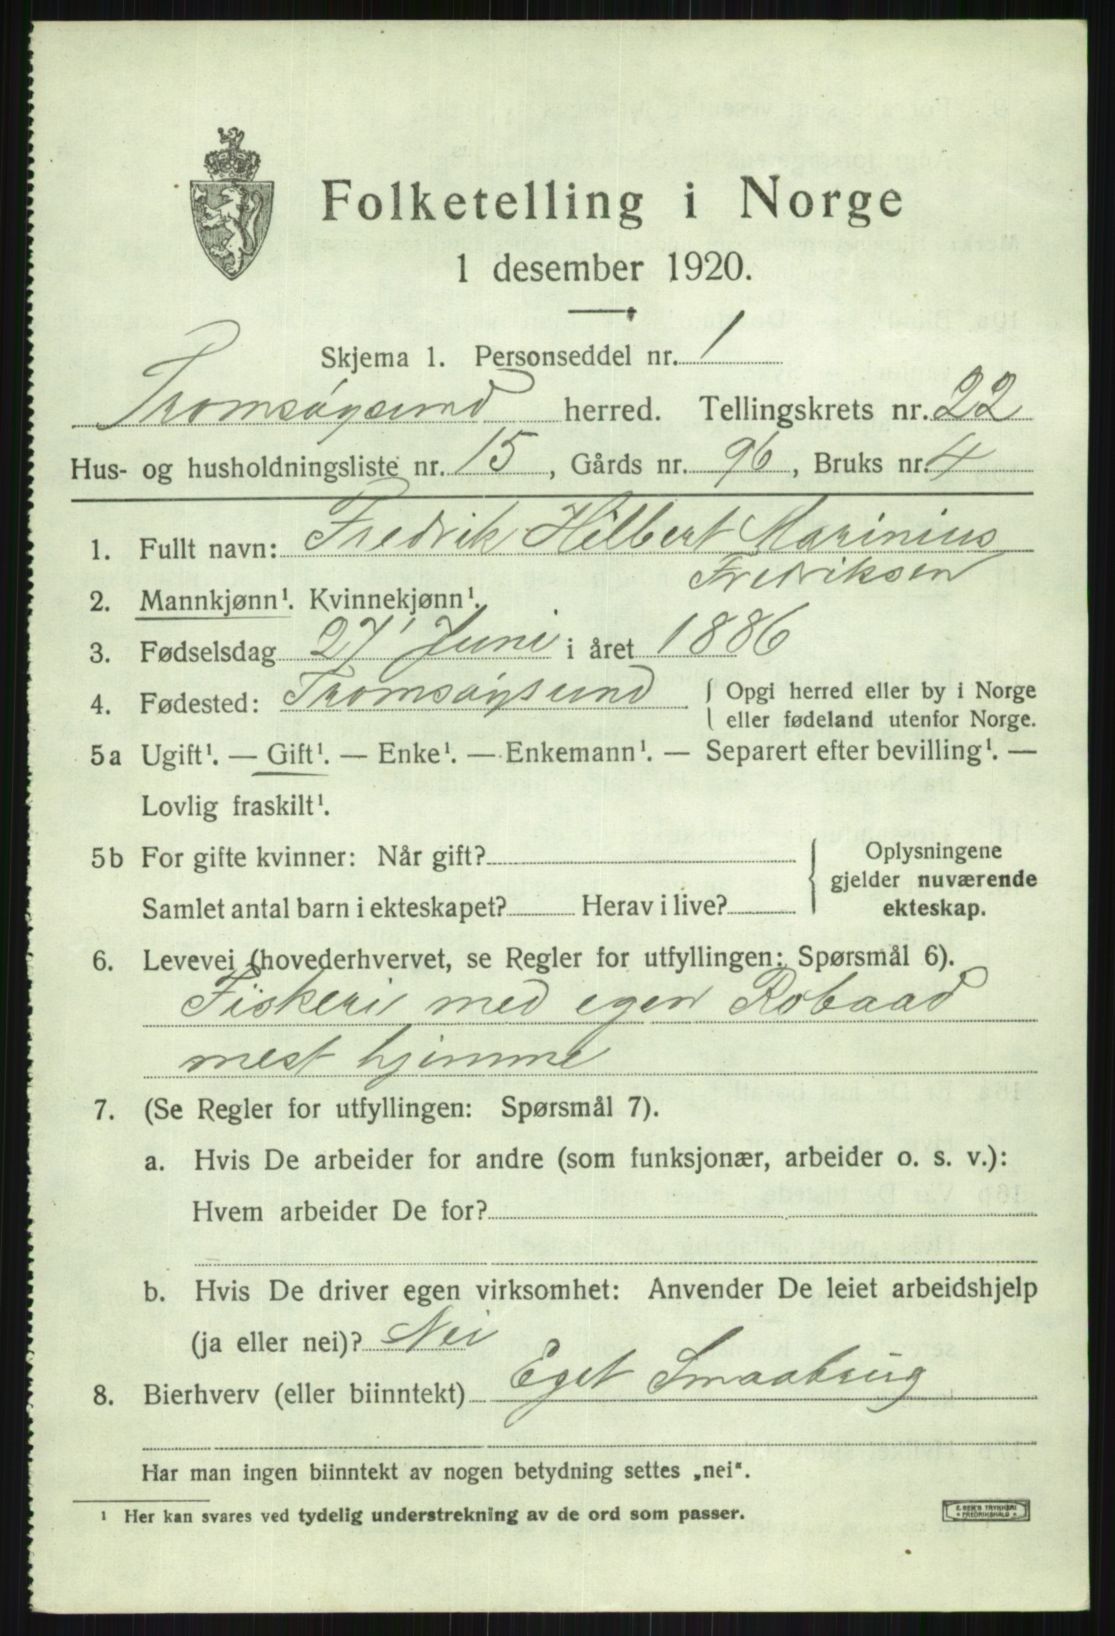 Folketelling i Norge
1 desember 1920.
Skjema 1. Personseddel nr. 1
Tromsøysund herred. Tellingskrets nr. 22
Hus- og husholdningsliste nr. 15, Gårds nr. 96, Bruks nr. 4
1. Fullt navn: Fredrik Hilbert Marinius
Fredriksen
2. Mannkjønn¹. Kvinnekjønn¹.
3. Fødselsdag 27' Juni i året 1886
4. Fødested: Tromsøysund { Opgi herred eller by i Norge
eller fødeland utenfor Norge.
5a Ugift¹. — Gift¹. — Enke¹. — Enkemann¹. — Separert efter bevilling¹. —
Lovlig fraskilt¹.
5b For gifte kvinner: Når gift?
Samlet antal barn i ekteskapet? Herav i live?
Oplysningene
gjelder nuværende
ekteskap.
6. Levevei (hovederhvervet, se Regler for utfyllingen: Spørsmål 6).
Fiskeri med egen Robaad
mest hjemme
7. (Se Regler for utfyllingen: Spørsmål 7).
a. Hvis De arbeider for andre (som funksjonær, arbeider o. s. v.):
Hvem arbeider De for?
b. Hvis De driver egen virksomhet: Anvender De leiet arbeidshjelp
(ja eller nei)? Nei
8. Bierhverv (eller biinntekt) Eget Smaabrug
Har man ingen biinntekt av nogen betydning settes „nei“.
¹ Her kan svares ved tydelig understrekning av de ord som passer.
E. SEM'S TRYKKERI
FREDRIKSHALD